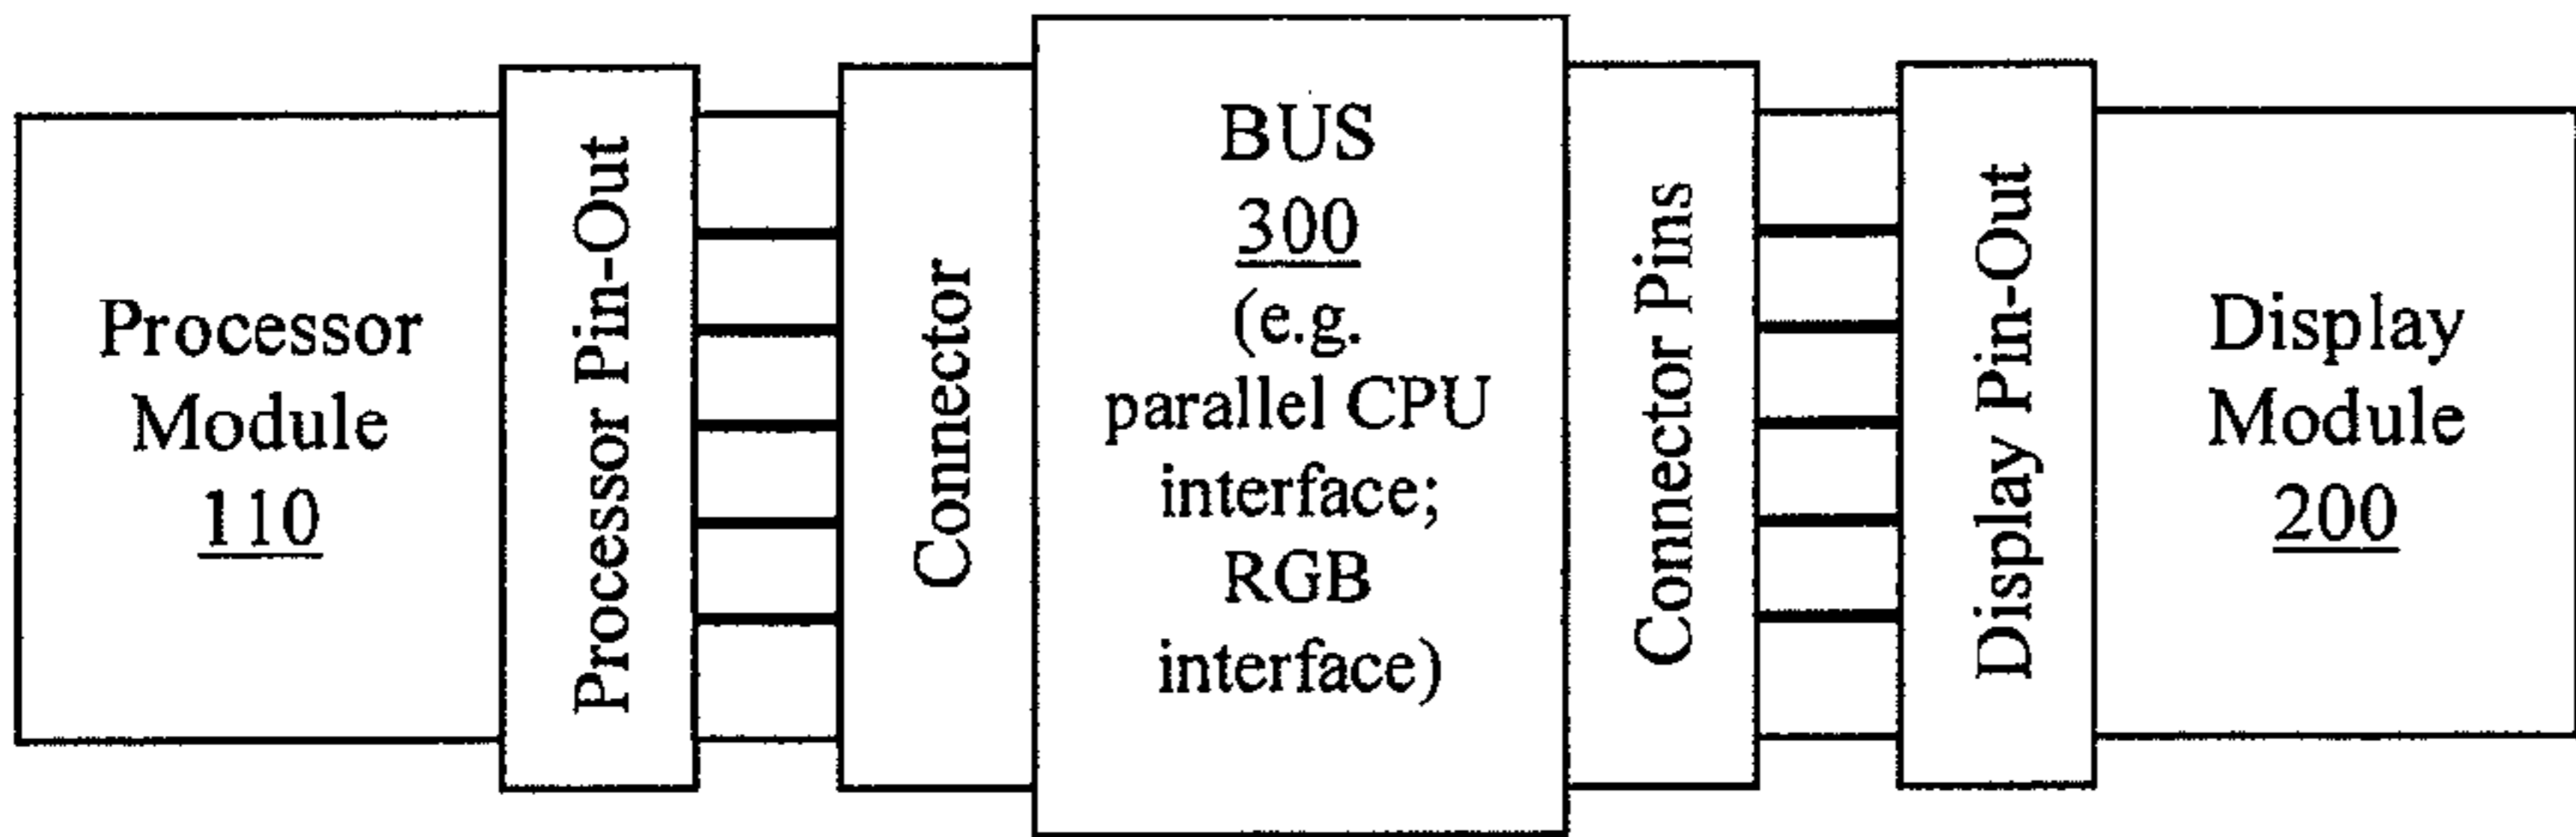 Processor
Module
110
Processor Pin-Out
Connector
BUS
300
(e.g.
parallel CPU
interface;
RGB
interface)
Connector Pins
Display Pin-Out
Display
Module
200